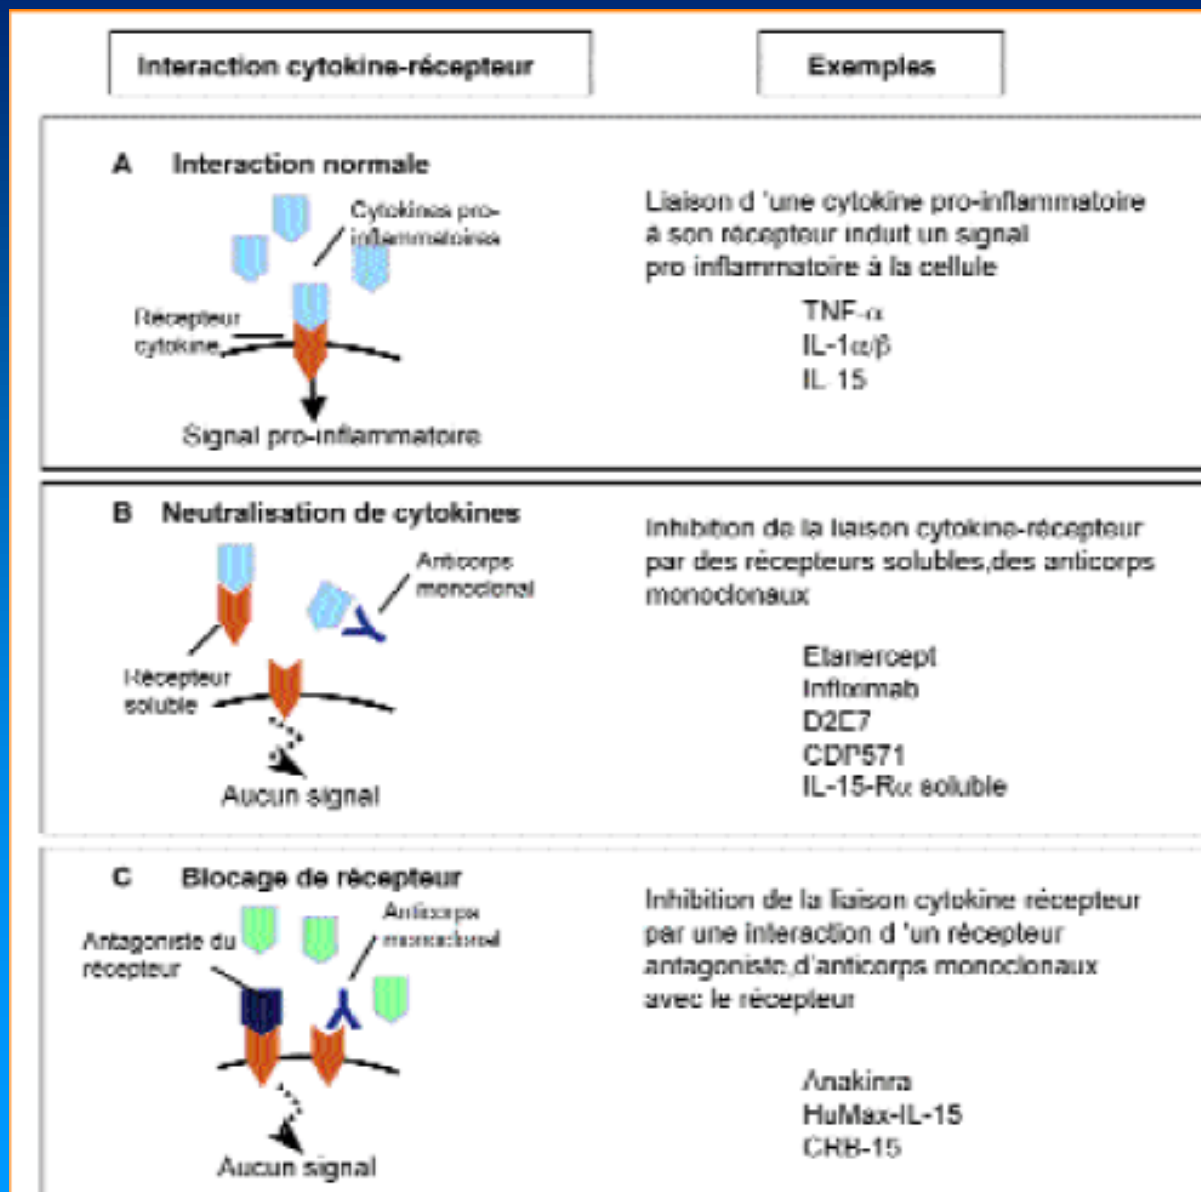 Interaction cytokine-récepteur
Exemples
A Interaction normale
Cytokines pro-
inflammatoires
Récepteur
cytokine
Signal pro-inflammatoire
Liaison d 'une cytokine pro-inflammatoire
à son récepteur induit un signal
pro inflammatoire à la cellule
TNF-α
IL-1α/β
IL-15
B Neutralisation de cytokines
Anticorps
monoclonal
Récepteur
soluble
Aucun signal
Inhibition de la liaison cytokine-récepteur
par des récepteurs solubles,des anticorps
monoclonaux
Etanercept
Infliximab
D2E7
CDP571
IL-15-Rα soluble
C Blocage de récepteur
Anticorps
monoclonal
Antagoniste du
récepteur
Aucun signal
Inhibition de la liaison cytokine récepteur
par une interaction d 'un récepteur
antagoniste,d'anticorps monoclonaux
avec le récepteur
Anakinra
HuMax-IL-15
CRB-15